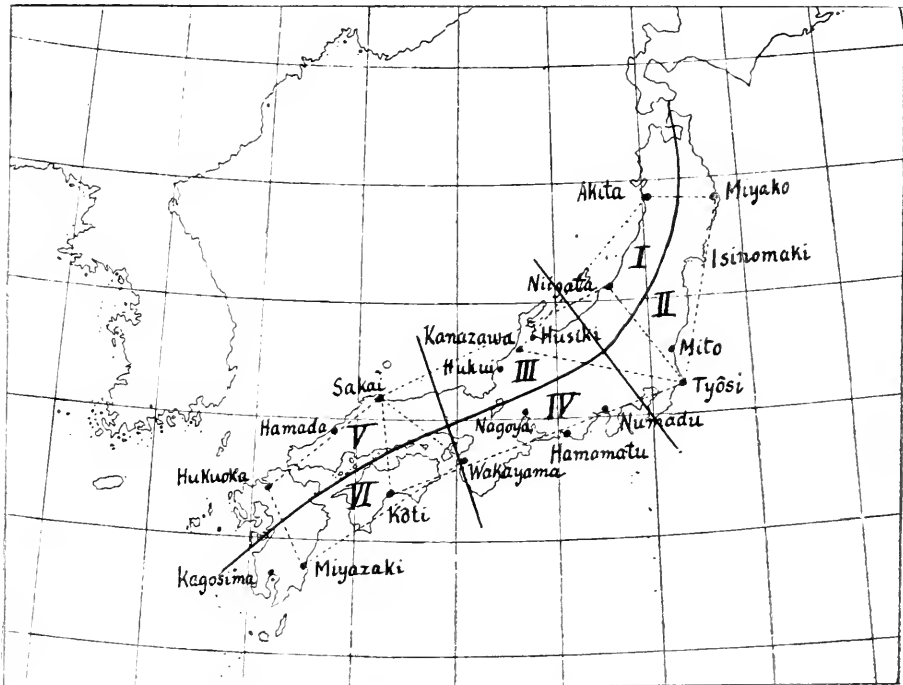 Akita
Miyako
Isinomaki
I
Niigata
II
Kanazawa
Husiki
Mito
Hukui
III
Tyôsi
Sakai
IV
Nagoya
Numadu
Hamada
V
Hamamatu
Hukuoka
Wakayama
VI
Kôti
Kagosima
Miyazaki